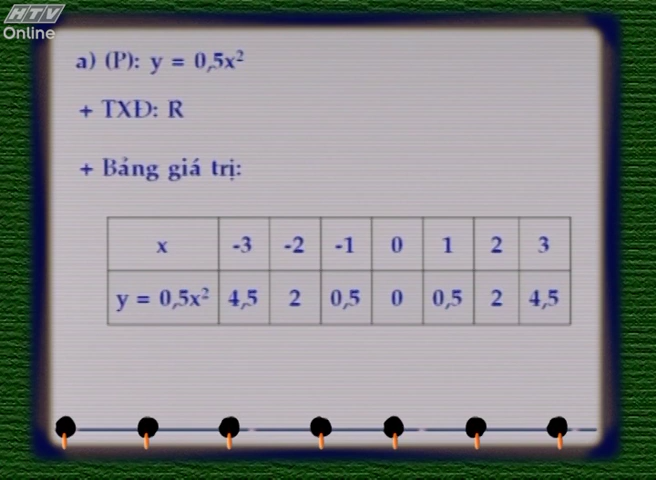 HTV
Online
a) (P): y = 0,5x²
+ TXĐ: R
+ Bảng giá trị:
x -3 -2 -1 0 1 2 3
y = 0,5x² 4,5 2 0,5 0 0,5 2 4,5